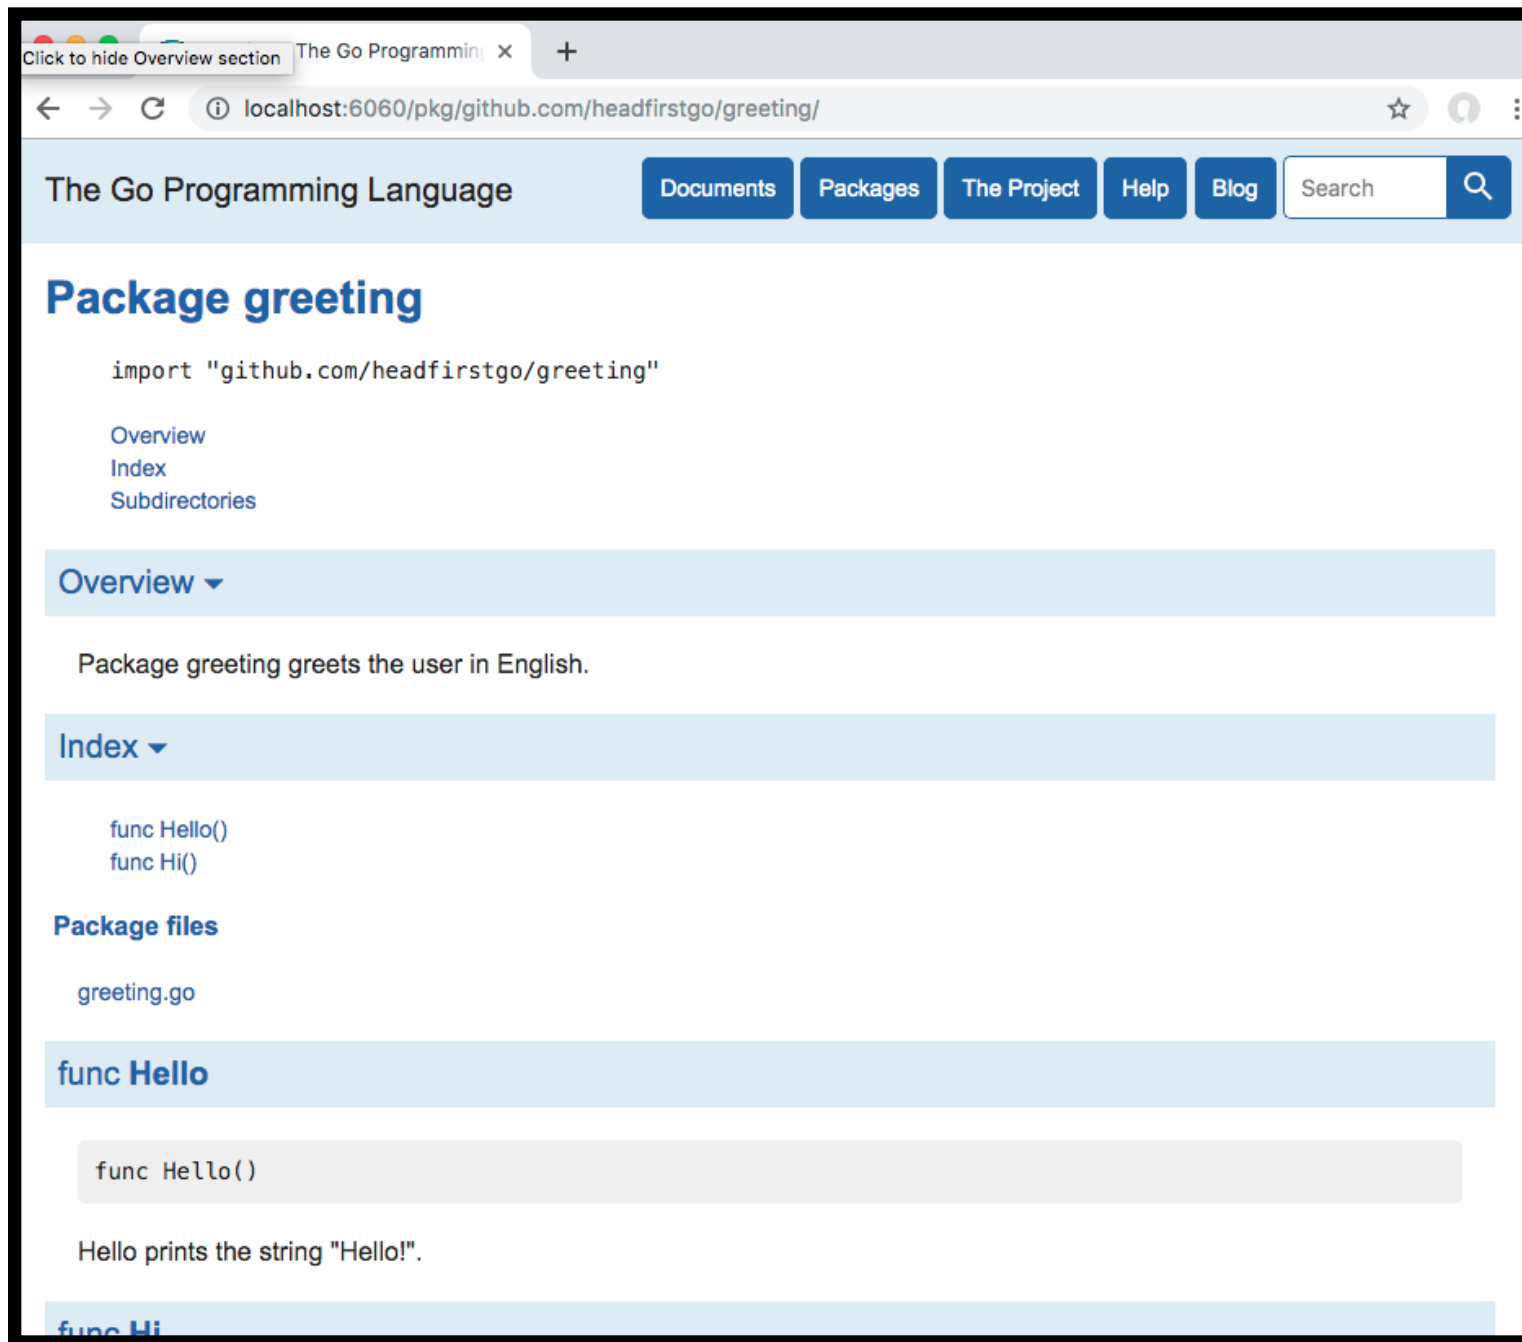 Click to hide Overview section
The Go Programming
localhost:6060/pkg/github.com/headfirstgo/greeting/
The Go Programming Language
Documents
Packages
The Project
Help
Blog
Search
Package greeting
import "github.com/headfirstgo/greeting"
Overview
Index
Subdirectories
Overview
Package greeting greets the user in English.
Index
func Hello()
func Hi()
Package files
greeting.go
func Hello
func Hello()
Hello prints the string "Hello!".
func Hi